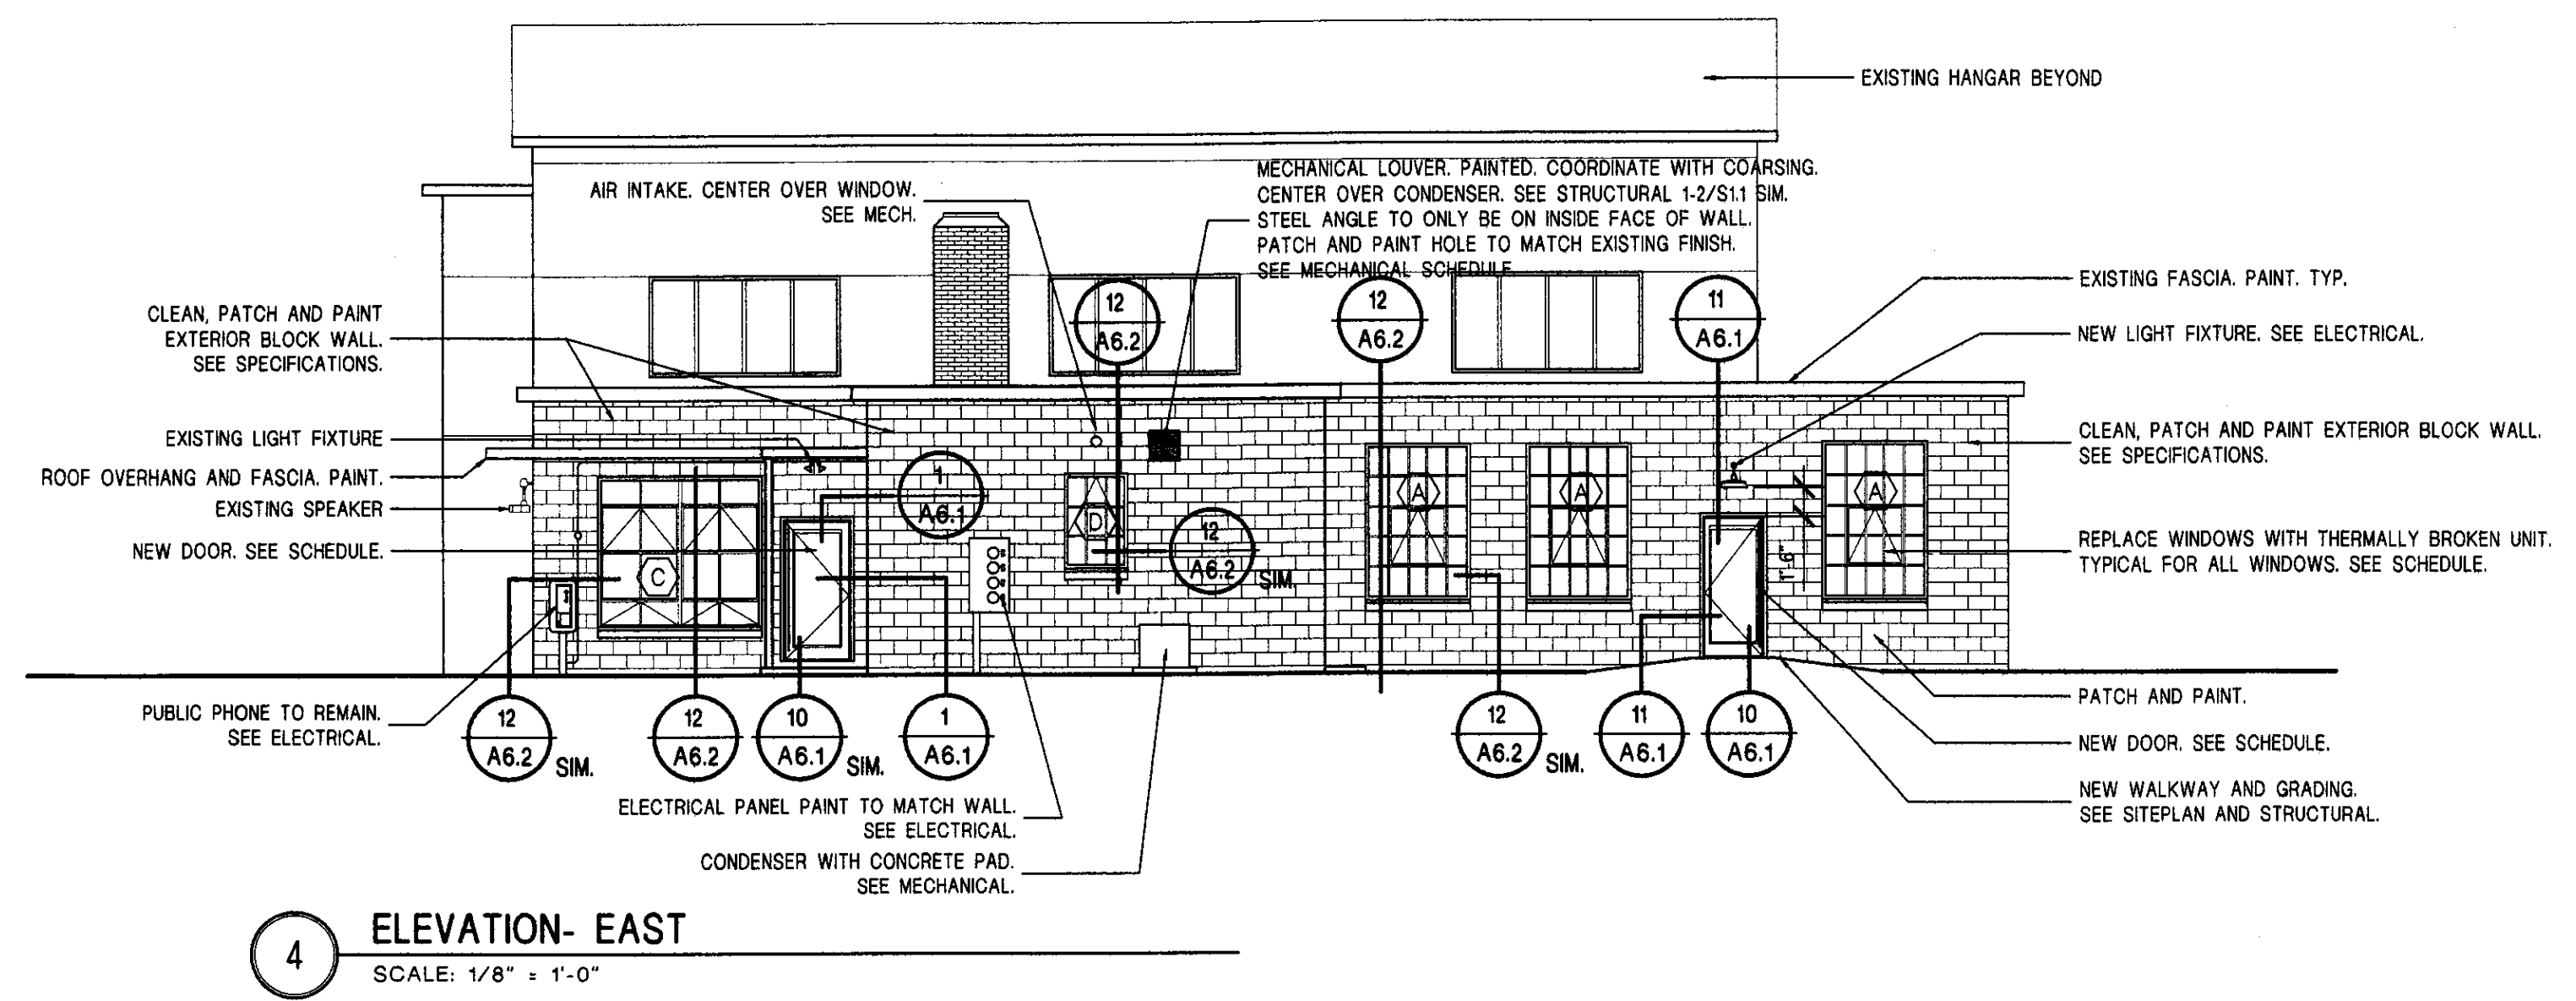 EXISTING HANGAR BEYOND
MECHANICAL LOUVER. PAINTED. COORDINATE WITH COARSING.
CENTER OVER CONDENSER. SEE STRUCTURAL 1-2/S1.1 SIM.
STEEL ANGLE TO ONLY BE ON INSIDE FACE OF WALL.
PATCH AND PAINT HOLE TO MATCH EXISTING FINISH.
SEE MECHANICAL SCHEDULE.
AIR INTAKE. CENTER OVER WINDOW.
SEE MECH.
CLEAN, PATCH AND PAINT
EXTERIOR BLOCK WALL.
SEE SPECIFICATIONS.
EXISTING LIGHT FIXTURE
ROOF OVERHANG AND FASCIA. PAINT.
EXISTING SPEAKER
NEW DOOR. SEE SCHEDULE.
PUBLIC PHONE TO REMAIN.
SEE ELECTRICAL.
12
A6.2
12
A6.2
11
A6.1
1
A6.1
12
A6.2
SIM.
C
D
A
A
A
1'-6"
EXISTING FASCIA. PAINT. TYP.
NEW LIGHT FIXTURE. SEE ELECTRICAL.
CLEAN, PATCH AND PAINT EXTERIOR BLOCK WALL.
SEE SPECIFICATIONS.
REPLACE WINDOWS WITH THERMALLY BROKEN UNIT.
TYPICAL FOR ALL WINDOWS. SEE SCHEDULE.
PATCH AND PAINT.
NEW DOOR. SEE SCHEDULE.
NEW WALKWAY AND GRADING.
SEE SITEPLAN AND STRUCTURAL.
12
A6.2
SIM.
12
A6.2
10
A6.1
SIM.
1
A6.1
12
A6.2
SIM.
11
A6.1
10
A6.1
ELECTRICAL PANEL PAINT TO MATCH WALL.
SEE ELECTRICAL.
CONDENSER WITH CONCRETE PAD.
SEE MECHANICAL.
4
ELEVATION- EAST
SCALE: 1/8" = 1'-0"